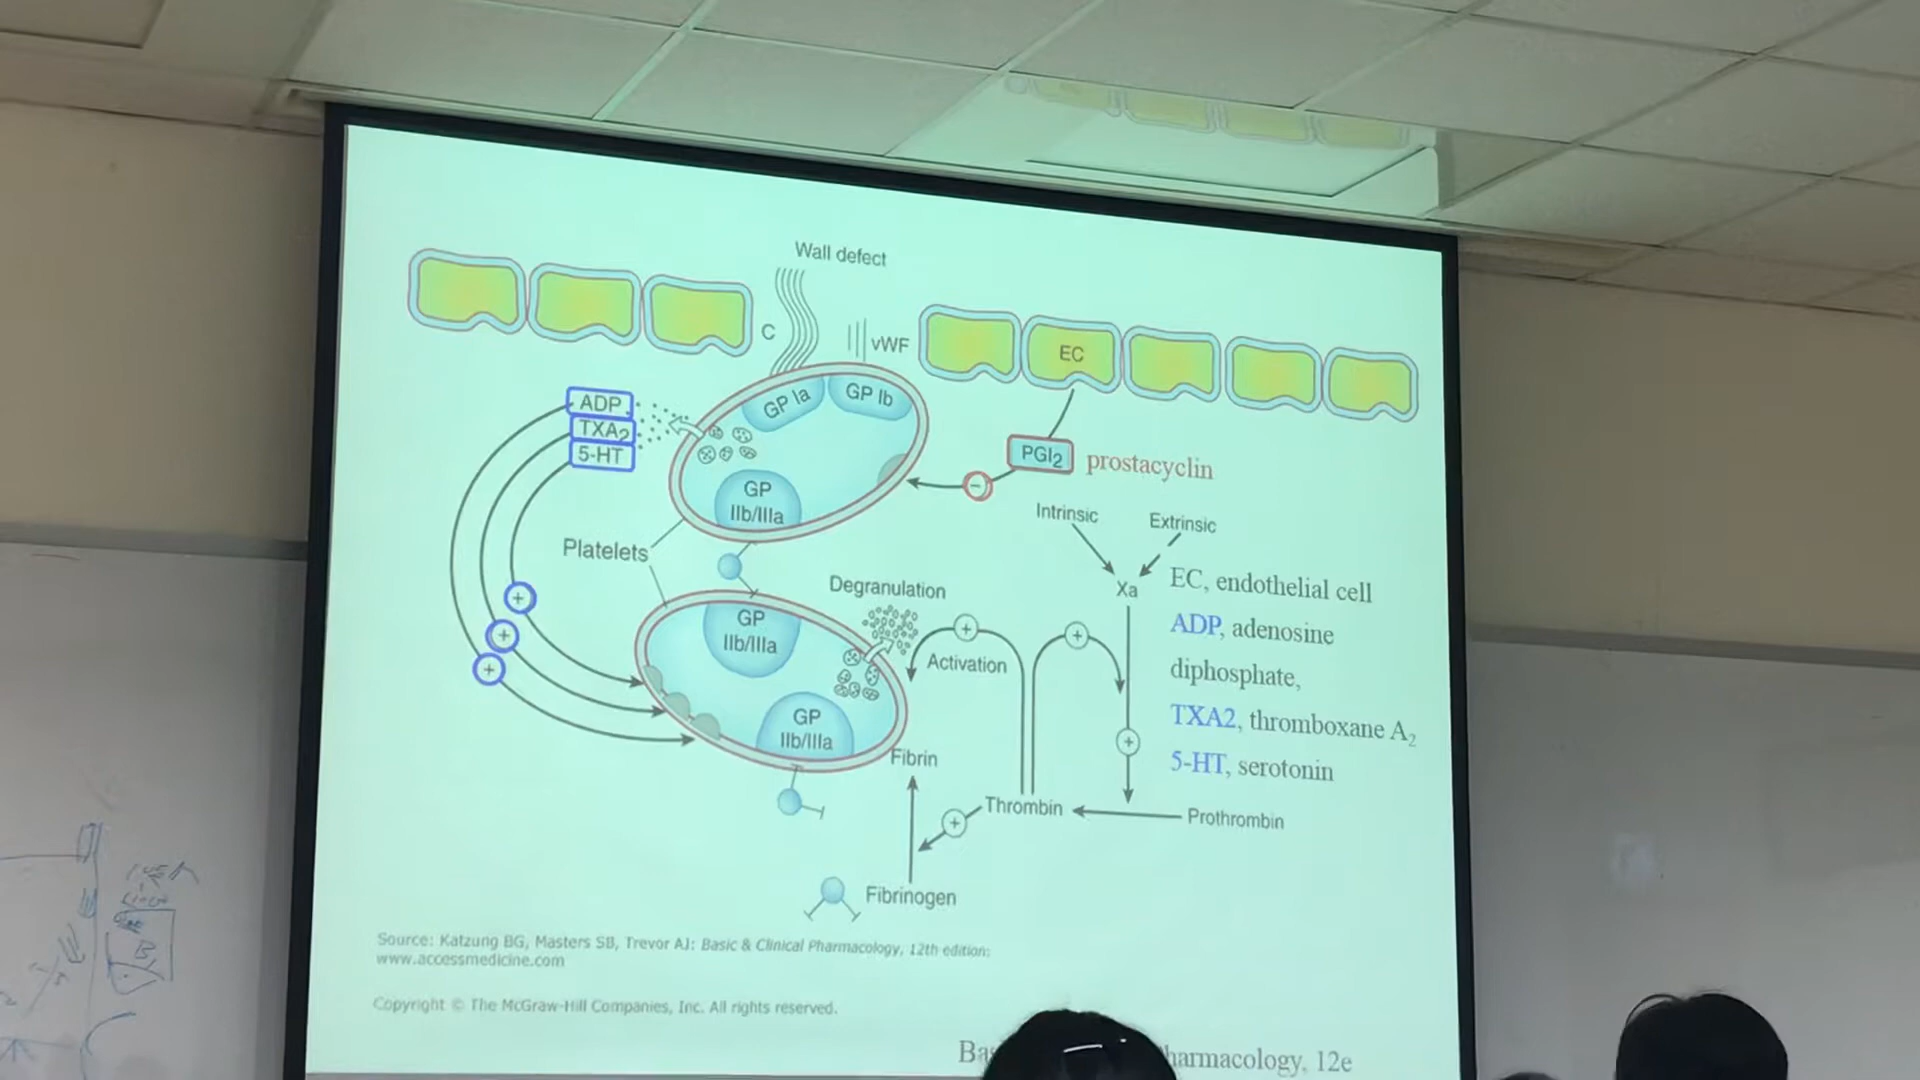 Wall defect
C
vWF
EC
GP Ia
GP Ib
ADP
TXA2
5-HT
PGI2
prostacyclin
GP
IIb/IIIa
Intrinsic
Extrinsic
Platelets
Degranulation
Xa
EC, endothelial cell
ADP, adenosine
diphosphate,
TXA2, thromboxane A2
5-HT, serotonin
GP
IIb/IIIa
Activation
GP
IIb/IIIa
Fibrin
Thrombin
Prothrombin
Fibrinogen
+
+
+
+
+
+
+
−
Source: Katzung BG, Masters SB, Trevor AJ: Basic & Clinical Pharmacology, 12th edition:
www.accessmedicine.com
Copyright © The McGraw-Hill Companies, Inc. All rights reserved.
12e